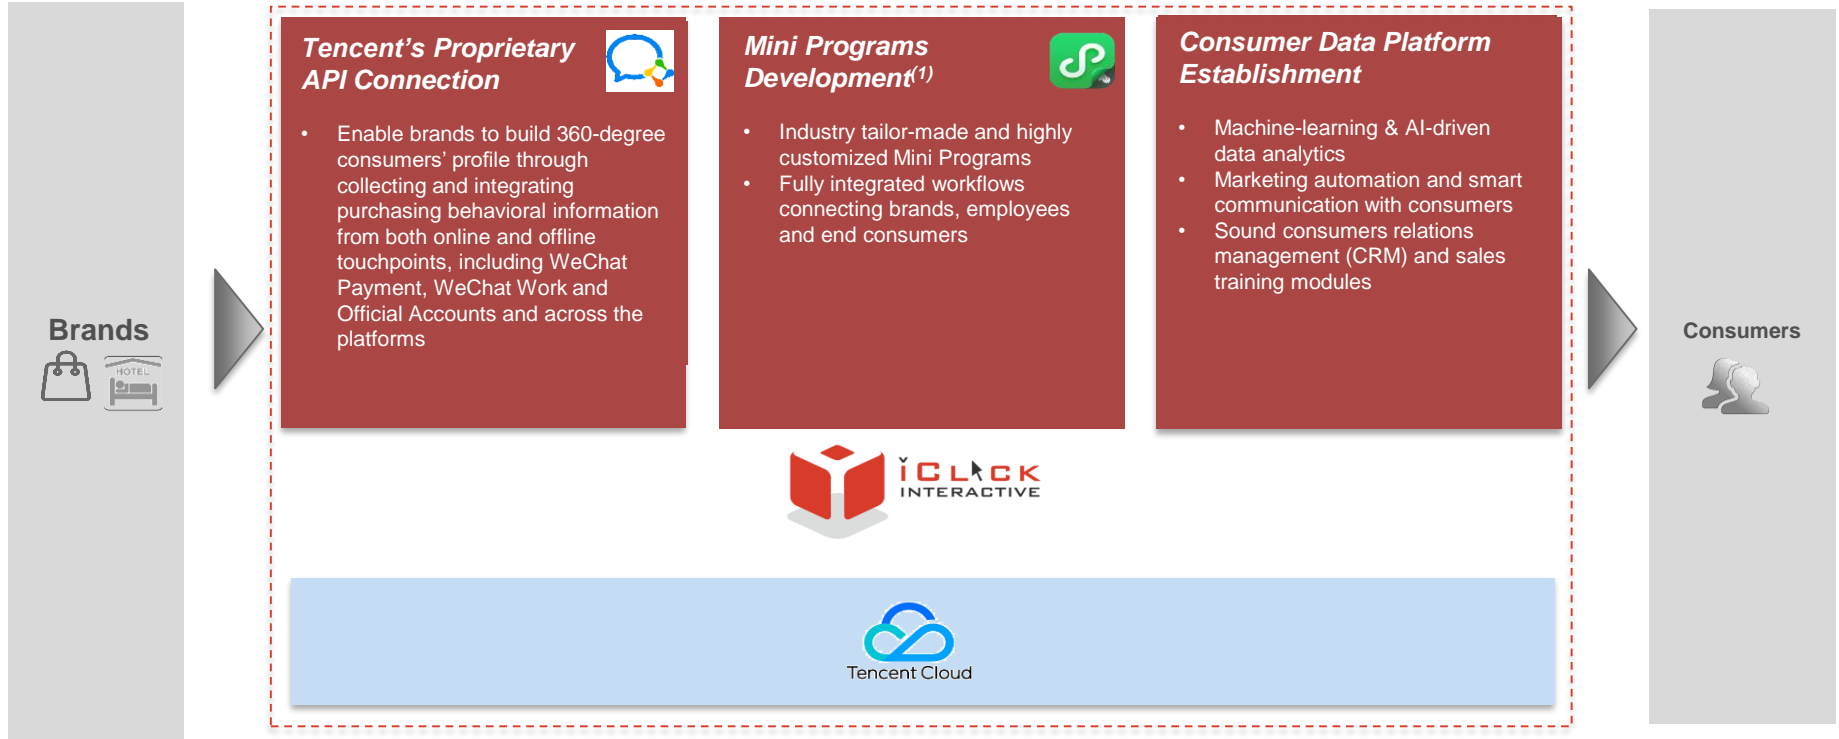 Brands
HOTEL
Tencent’s Proprietary
API Connection
• Enable brands to build 360-degree
consumers’ profile through
collecting and integrating
purchasing behavioral information
from both online and offline
touchpoints, including WeChat
Payment, WeChat Work and
Official Accounts and across the
platforms
Mini Programs
Development(1)
• Industry tailor-made and highly
customized Mini Programs
• Fully integrated workflows
connecting brands, employees
and end consumers
Consumer Data Platform
Establishment
• Machine-learning & AI-driven
data analytics
• Marketing automation and smart
communication with consumers
• Sound consumers relations
management (CRM) and sales
training modules
iCLiCK
INTERACTIVE
Tencent Cloud
Consumers